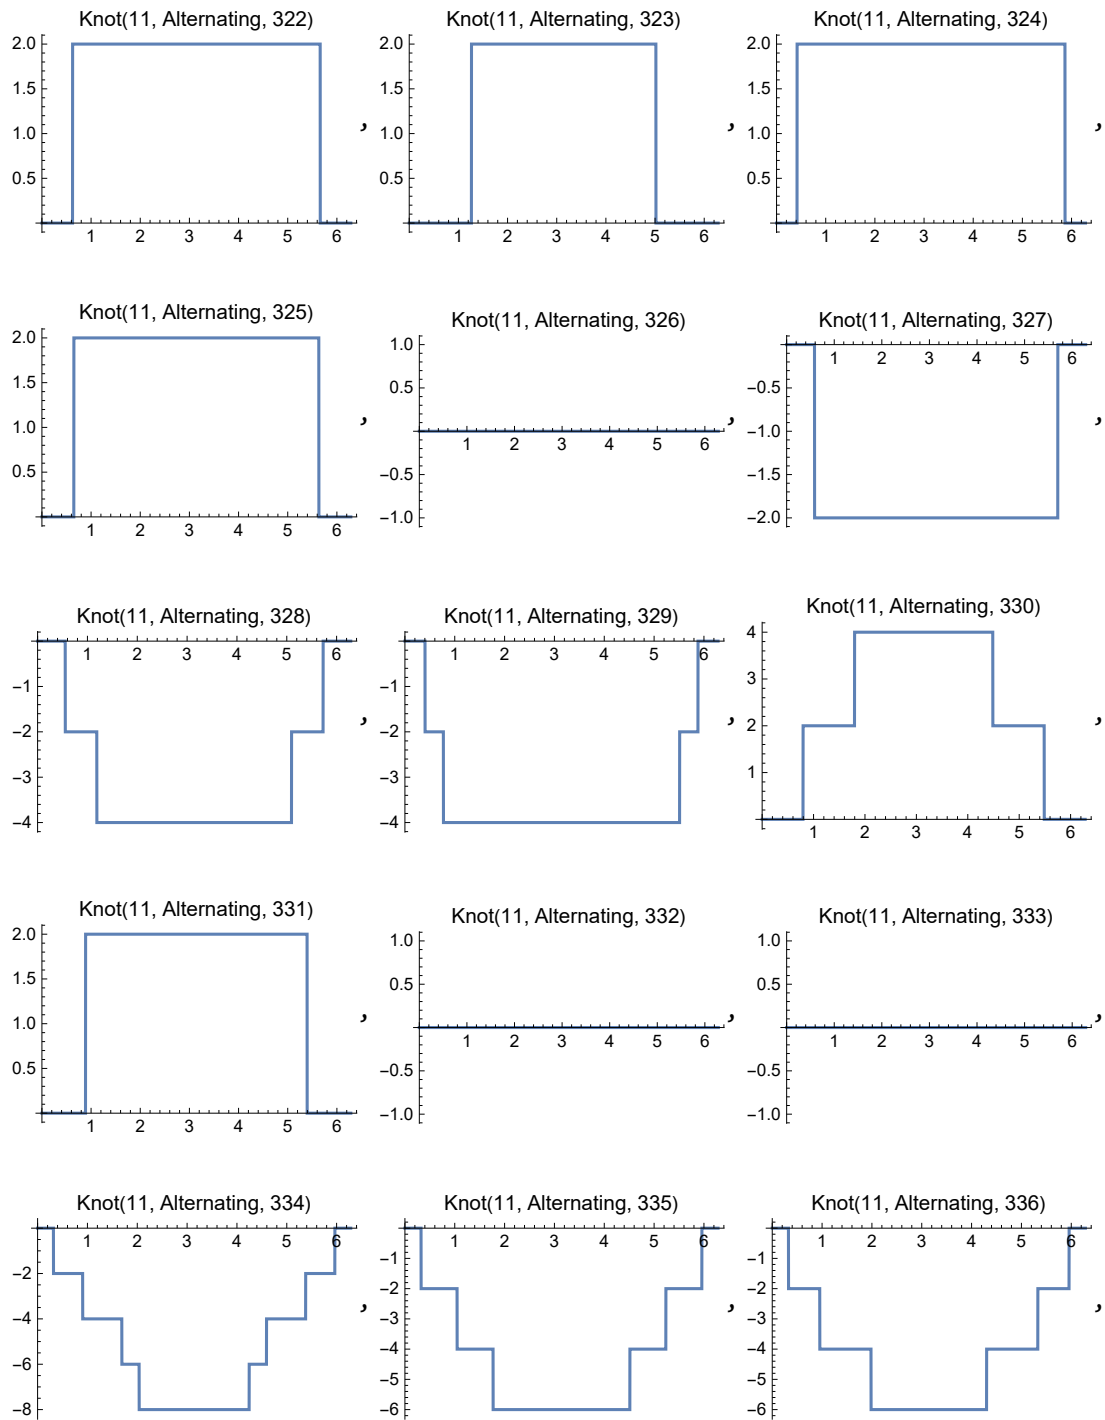 Knot(11, Alternating, 322) Knot(11, Alternating, 323) Knot(11, Alternating, 324)
2.0 2.0 2.0
1.5 1.5 1.5
1.0 , 1.0 , 1.0 ,
0.5 0.5 0.5
1 2 3 4 5 6 1 2 3 4 5 6 1 2 3 4 5 6
Knot(11, Alternating, 325) Knot(11, Alternating, 326) Knot(11, Alternating, 327)
2.0 1.0 1 2 3 4 5 6
1.5 0.5 −0.5
1.0 , 1 2 3 4 5 6 , −1.0 ,
0.5 −0.5 −1.5
1 2 3 4 5 6 −1.0 −2.0
Knot(11, Alternating, 328) Knot(11, Alternating, 329) Knot(11, Alternating, 330)
1 2 3 4 5 6 1 2 3 4 5 6 4
−1 −1 3
−2 , −2 , 2 ,
−3 −3 1
−4 −4 1 2 3 4 5 6
Knot(11, Alternating, 331) Knot(11, Alternating, 332) Knot(11, Alternating, 333)
2.0 1.0 1.0
1.5 0.5 0.5
1.0 , 1 2 3 4 5 6 , 1 2 3 4 5 6 ,
0.5 −0.5 −0.5
1 2 3 4 5 6 −1.0 −1.0
Knot(11, Alternating, 334) Knot(11, Alternating, 335) Knot(11, Alternating, 336)
1 2 3 4 5 6 1 2 3 4 5 6 1 2 3 4 5 6
−1 −1
−2 −2 −2
−3 −3
−4 , −4 , −4 ,
−6 −5 −5
−8 −6 −6